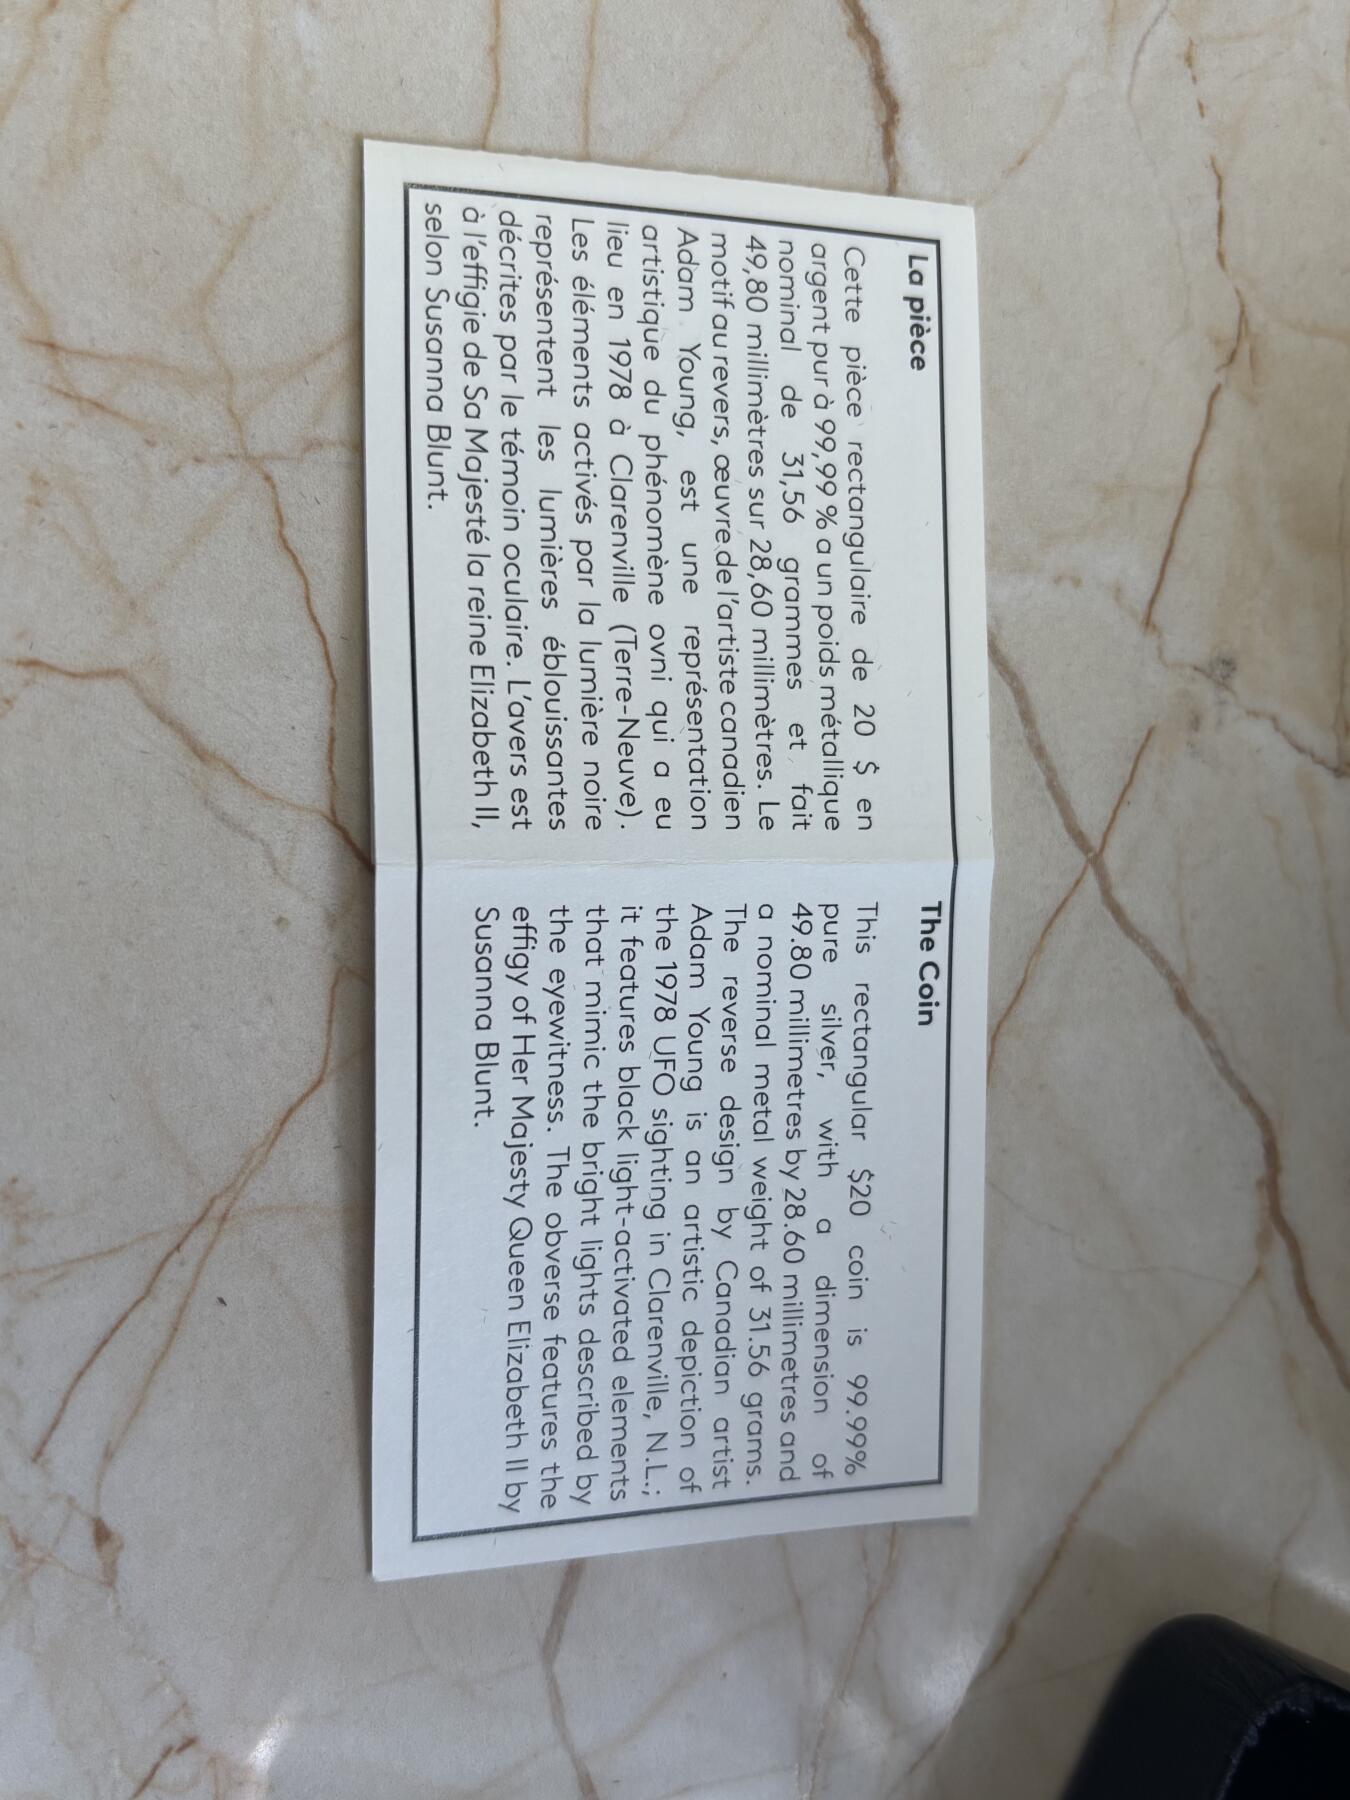 La pièce
Cette pièce rectangulaire de 20 $ en
argent pur à 99,99 % a un poids métallique
nominal de 31,56 grammes et fait
49,80 millimètres sur 28,60 millimètres. Le
motif au revers, œuvre de l'artiste canadien
Adam Young, est une représentation
artistique du phénomène ovni qui a eu
lieu en 1978 à Clarenville (Terre-Neuve).
Les éléments activés par la lumière noire
représentent les lumières éblouissantes
décrites par le témoin oculaire. L'avers est
à l'effigie de Sa Majesté la reine Elizabeth II,
selon Susanna Blunt.
The Coin
This rectangular $20 coin is 99.99%
pure silver, with a dimension of
49.80 millimetres by 28.60 millimetres and
a nominal metal weight of 31.56 grams.
The reverse design by Canadian artist
Adam Young is an artistic depiction of
the 1978 UFO sighting in Clarenville, N.L.;
it features black light-activated elements
that mimic the bright lights described by
the eyewitness. The obverse features the
effigy of Her Majesty Queen Elizabeth II by
Susanna Blunt.